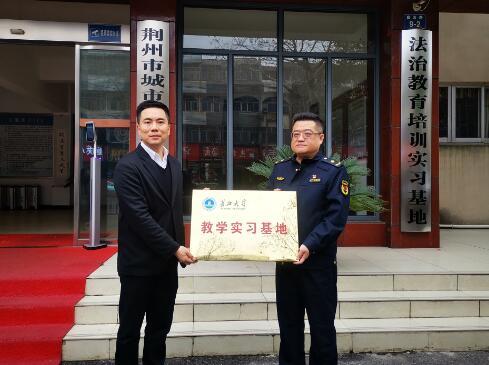 荆州市城市
法治教育培训实习基地
9-2
长江大学
教学实习基地